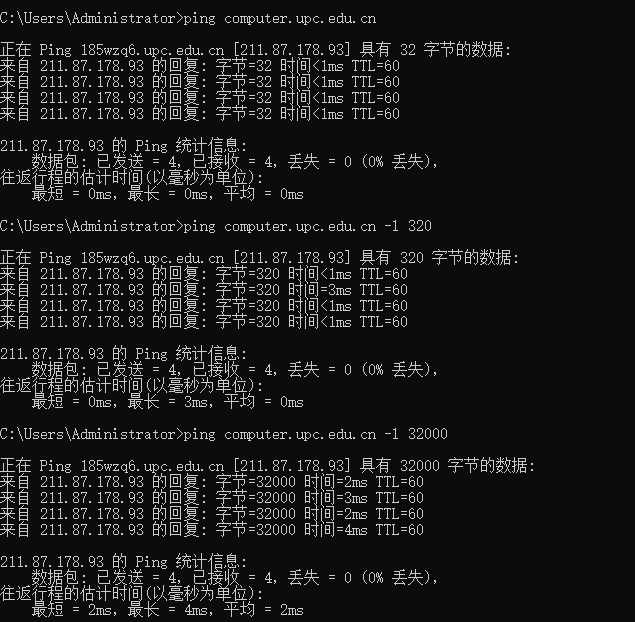 C:\Users\Administrator>ping computer.upc.edu.cn
正在 Ping 185wzq6.upc.edu.cn [211.87.178.93] 具有 32 字节的数据:
来自 211.87.178.93 的回复: 字节=32 时间<1ms TTL=60
来自 211.87.178.93 的回复: 字节=32 时间<1ms TTL=60
来自 211.87.178.93 的回复: 字节=32 时间<1ms TTL=60
来自 211.87.178.93 的回复: 字节=32 时间<1ms TTL=60
211.87.178.93 的 Ping 统计信息:
数据包: 已发送 = 4，已接收 = 4，丢失 = 0 (0% 丢失)，
往返行程的估计时间(以毫秒为单位):
最短 = 0ms，最长 = 0ms，平均 = 0ms
C:\Users\Administrator>ping computer.upc.edu.cn -l 320
正在 Ping 185wzq6.upc.edu.cn [211.87.178.93] 具有 320 字节的数据:
来自 211.87.178.93 的回复: 字节=320 时间<1ms TTL=60
来自 211.87.178.93 的回复: 字节=320 时间=3ms TTL=60
来自 211.87.178.93 的回复: 字节=320 时间<1ms TTL=60
来自 211.87.178.93 的回复: 字节=320 时间<1ms TTL=60
211.87.178.93 的 Ping 统计信息:
数据包: 已发送 = 4，已接收 = 4，丢失 = 0 (0% 丢失)，
往返行程的估计时间(以毫秒为单位):
最短 = 0ms，最长 = 3ms，平均 = 0ms
C:\Users\Administrator>ping computer.upc.edu.cn -l 32000
正在 Ping 185wzq6.upc.edu.cn [211.87.178.93] 具有 32000 字节的数据:
来自 211.87.178.93 的回复: 字节=32000 时间=2ms TTL=60
来自 211.87.178.93 的回复: 字节=32000 时间=3ms TTL=60
来自 211.87.178.93 的回复: 字节=32000 时间=2ms TTL=60
来自 211.87.178.93 的回复: 字节=32000 时间=4ms TTL=60
211.87.178.93 的 Ping 统计信息:
数据包: 已发送 = 4，已接收 = 4，丢失 = 0 (0% 丢失)，
往返行程的估计时间(以毫秒为单位):
最短 = 2ms，最长 = 4ms，平均 = 2ms